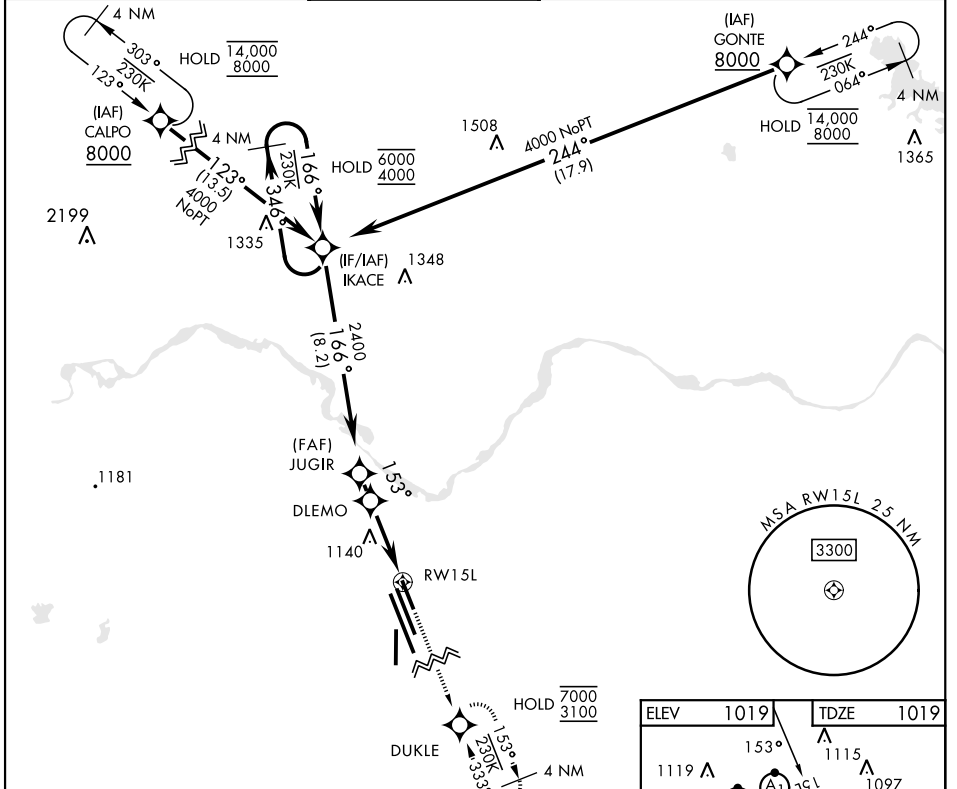 4 NM
303°
230K
123°
HOLD 14,000
8000
(IAF)
CALPO
8000
(IAF)
GONTE
8000
244°
230K
064°
4 NM
HOLD 14,000
8000
1365
1508
4000 NoPT
244°
(17.9)
4 NM
166°
230K
346°
HOLD 6000
4000
123°
(13.5)
4000
NoPT
2199
1335
(IF/IAF)
IKACE
1348
2400
166°
(8.2)
(FAF)
JUGIR
153°
DLEMO
1181
1140
RW15L
MSA RW15L 25 NM
3300
HOLD 7000
3100
DUKLE
153°
230K
333°
4 NM
ELEV 1019
TDZE 1019
153°
1115
1119
1097
A
15L